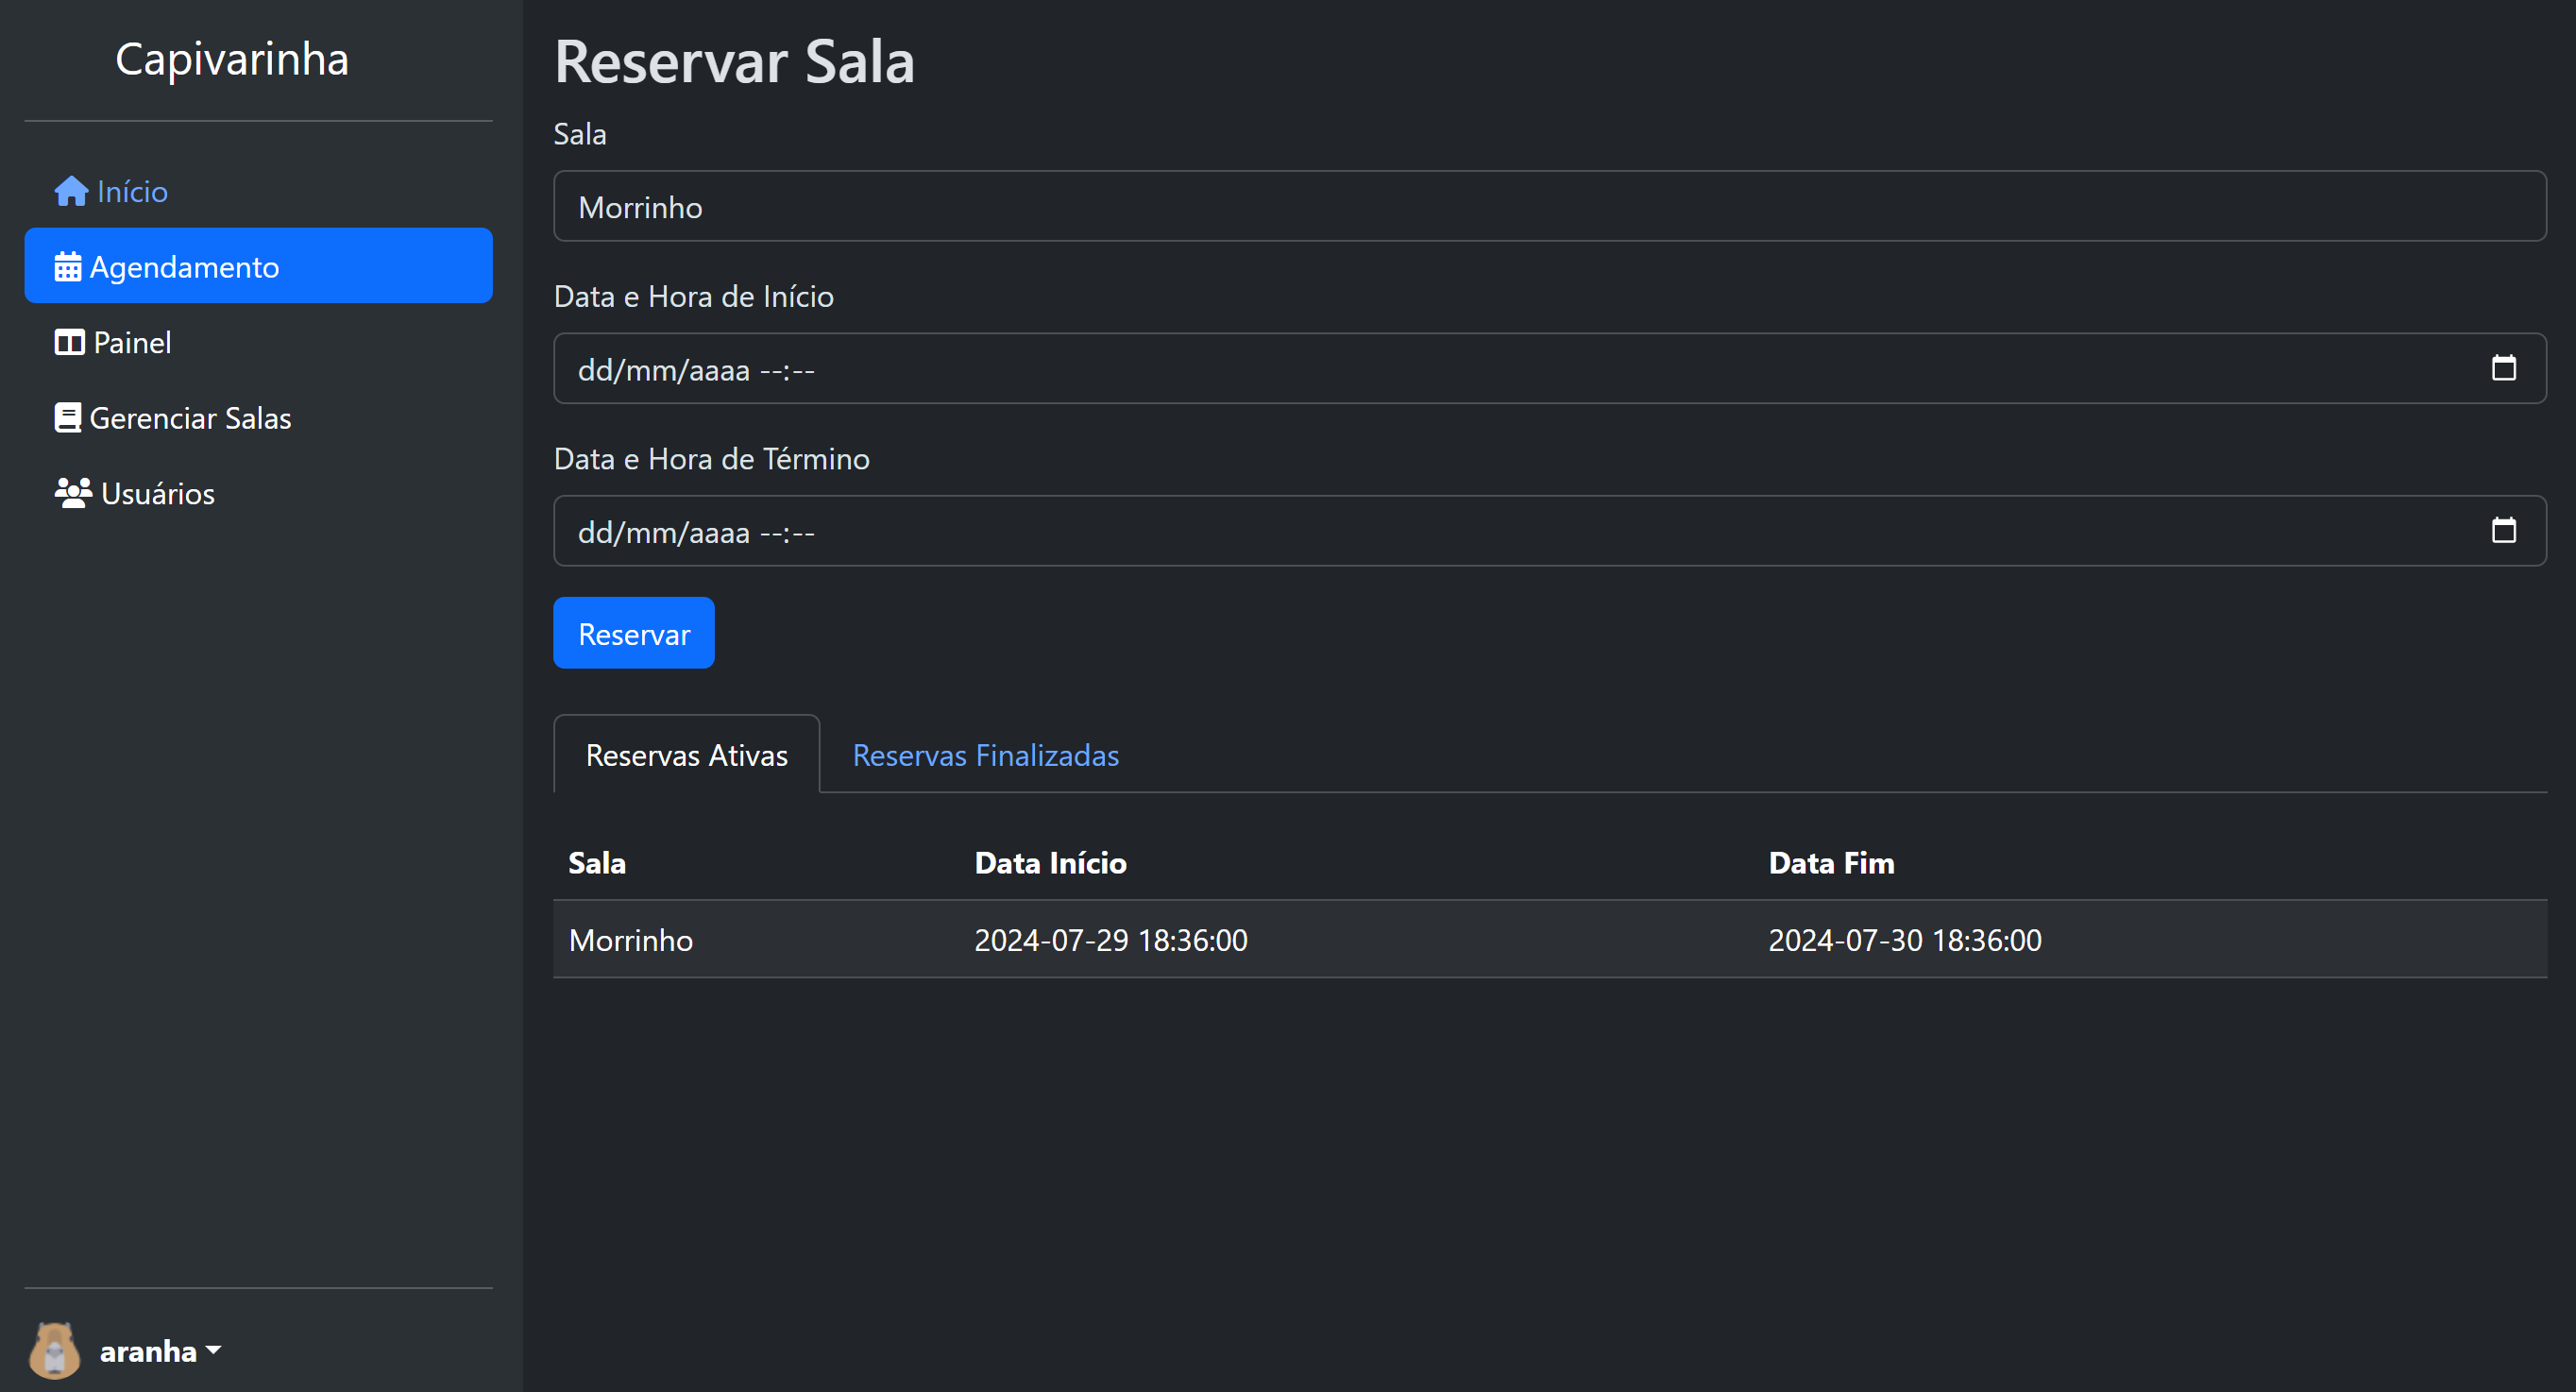 Capivarinha
Início
Agendamento
Painel
Gerenciar Salas
Usuários
aranha
Reservar Sala
Sala
Morrinho
Data e Hora de Início
dd/mm/aaaa --:--
Data e Hora de Término
dd/mm/aaaa --:--
Reservar
Reservas Ativas Reservas Finalizadas
Sala Data Início Data Fim
Morrinho 2024-07-29 18:36:00 2024-07-30 18:36:00